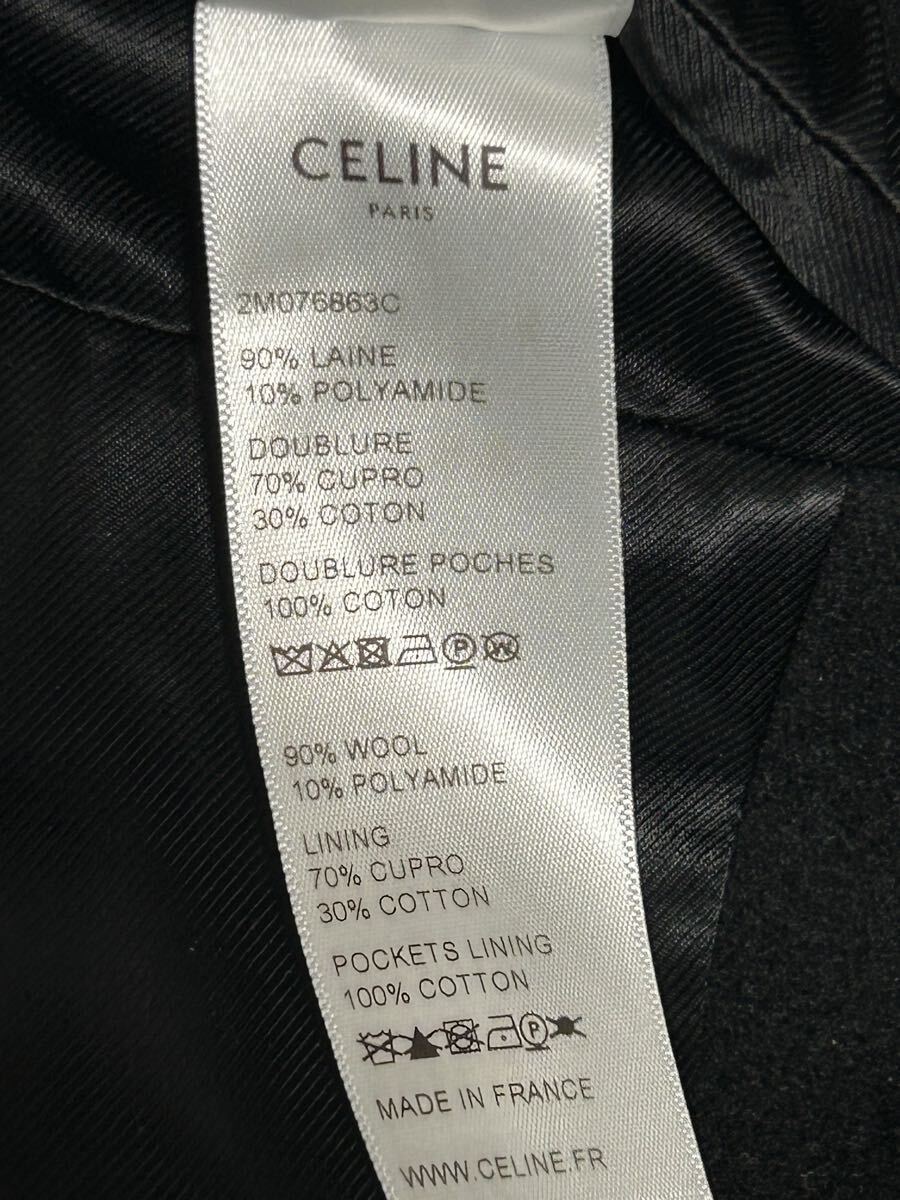 CELINE
PARIS
2M076863C
90% LAINE
10% POLYAMIDE
DOUBLURE
70% CUPRO
30% COTON
DOUBLURE POCHES
100% COTON
P W
90% WOOL
10% POLYAMIDE
LINING
70% CUPRO
30% COTTON
POCKETS LINING
100% COTTON
P
MADE IN FRANCE
WWW.CELINE.FR